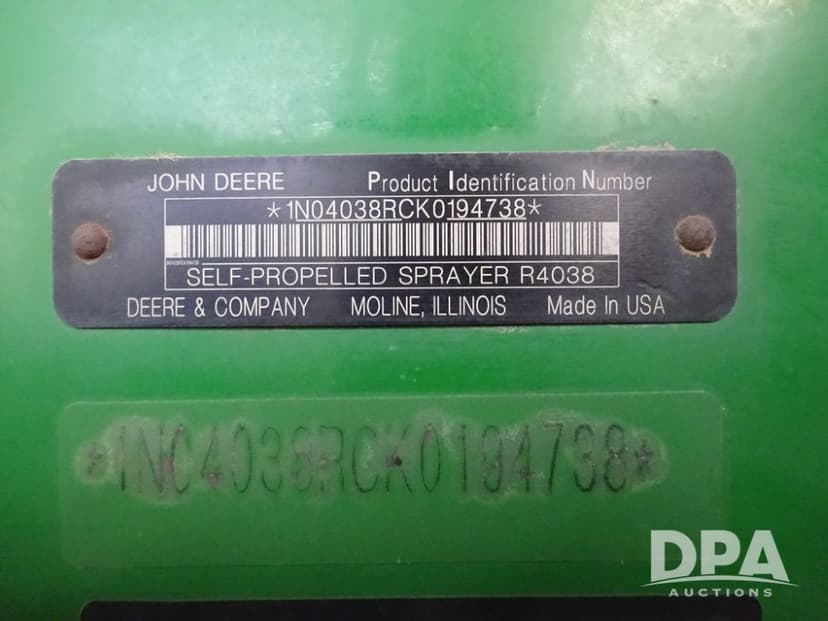 JOHN DEERE Product Identification Number
*1N04038RCK0194738*
SELF-PROPELLED SPRAYER R4038
DEERE & COMPANY MOLINE, ILLINOIS Made In USA
*1N04038RCK0194738*
DPA
AUCTIONS